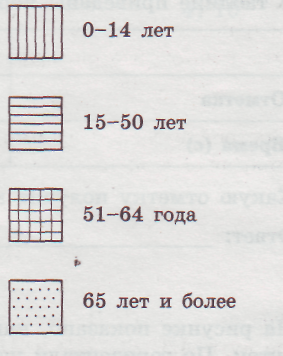 0–14 лет
15–50 лет
51–64 года
65 лет и более